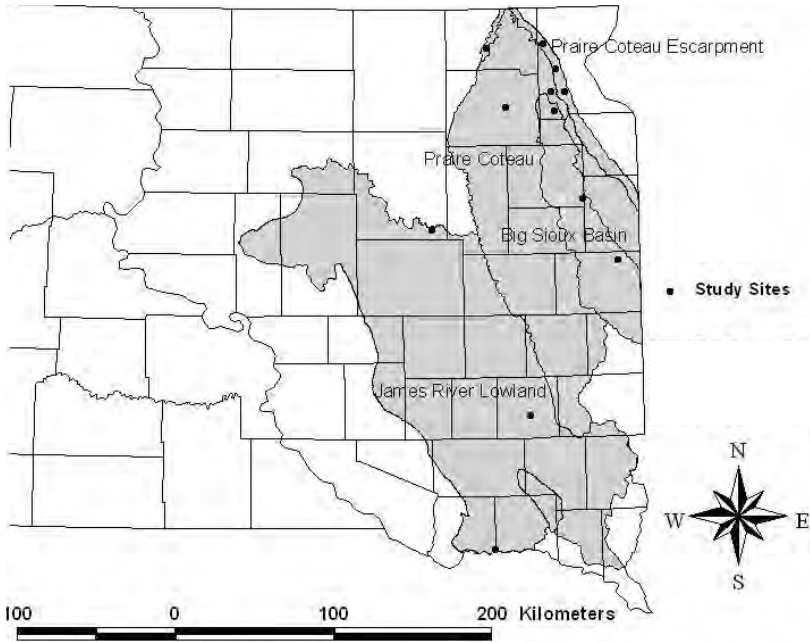 Praire Coteau Escarpment
Praire Coteau
Big Sioux Basin
Study Sites
James River Lowland
N
W E
S
100 0 100 200 Kilometers